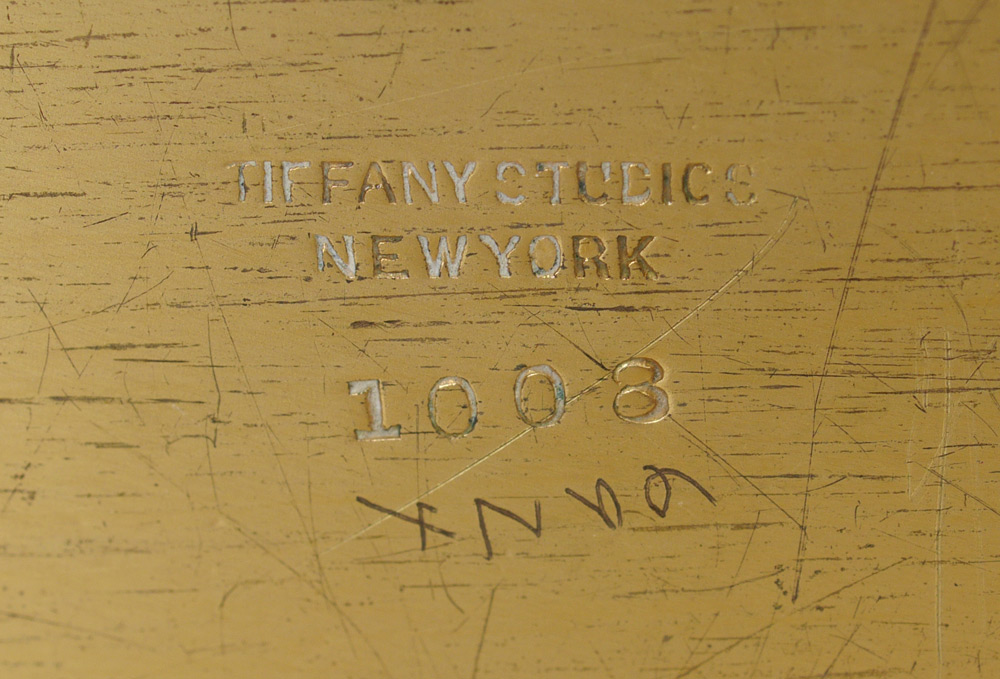 TIFFANY STUDIOS
NEW YORK
1008